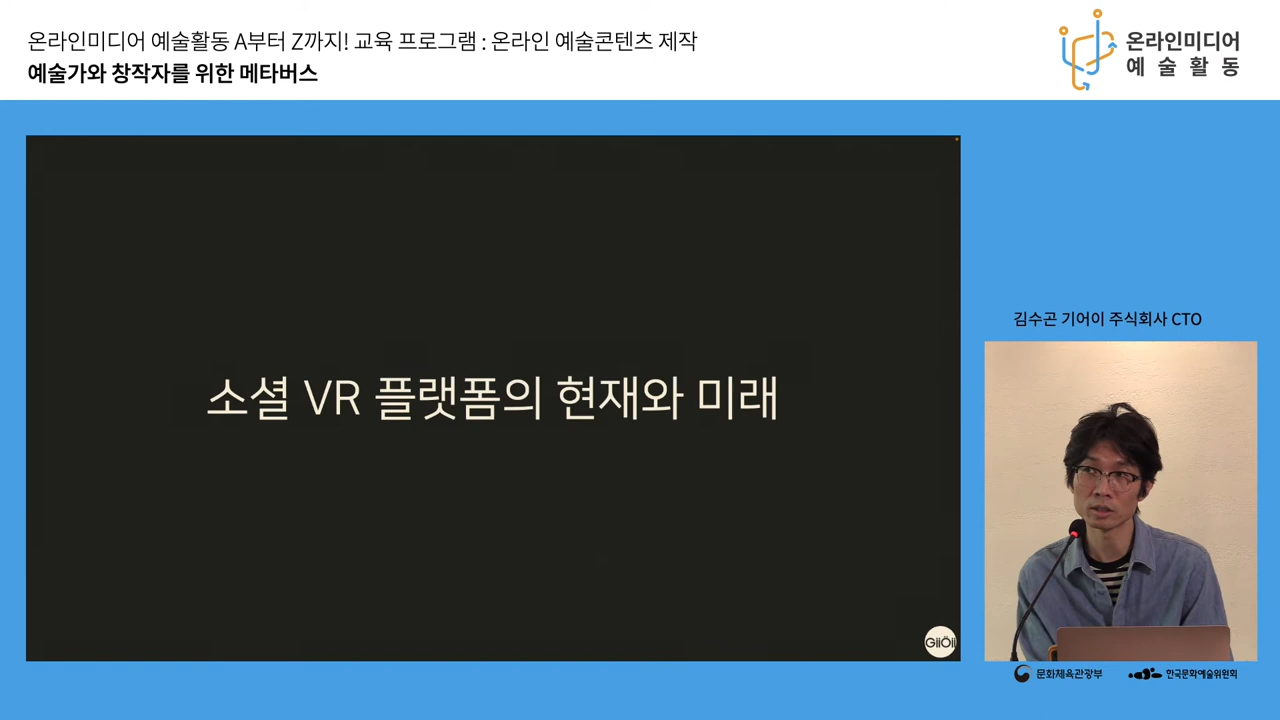 온라인미디어 예술활동 A부터 Z까지! 교육 프로그램 : 온라인 예술콘텐츠 제작
예술가와 창작자를 위한 메타버스
온라인미디어
예술활동
소셜 VR 플랫폼의 현재와 미래
김수곤 기어이 주식회사 CTO
GiiÖii
문화체육관광부
한국문화예술위원회